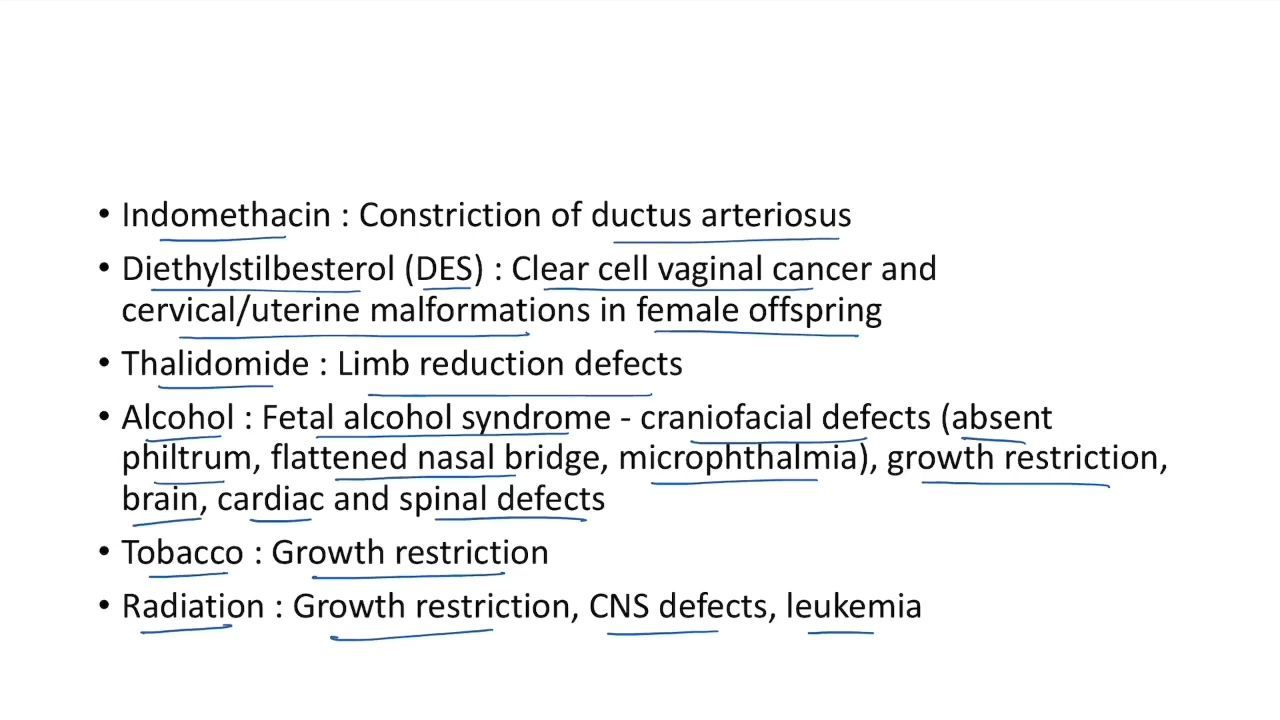 • Indomethacin : Constriction of ductus arteriosus
• Diethylstilbesterol (DES) : Clear cell vaginal cancer and
cervical/uterine malformations in female offspring
• Thalidomide : Limb reduction defects
• Alcohol : Fetal alcohol syndrome - craniofacial defects (absent
philtrum, flattened nasal bridge, microphthalmia), growth restriction,
brain, cardiac and spinal defects
• Tobacco : Growth restriction
• Radiation : Growth restriction, CNS defects, leukemia